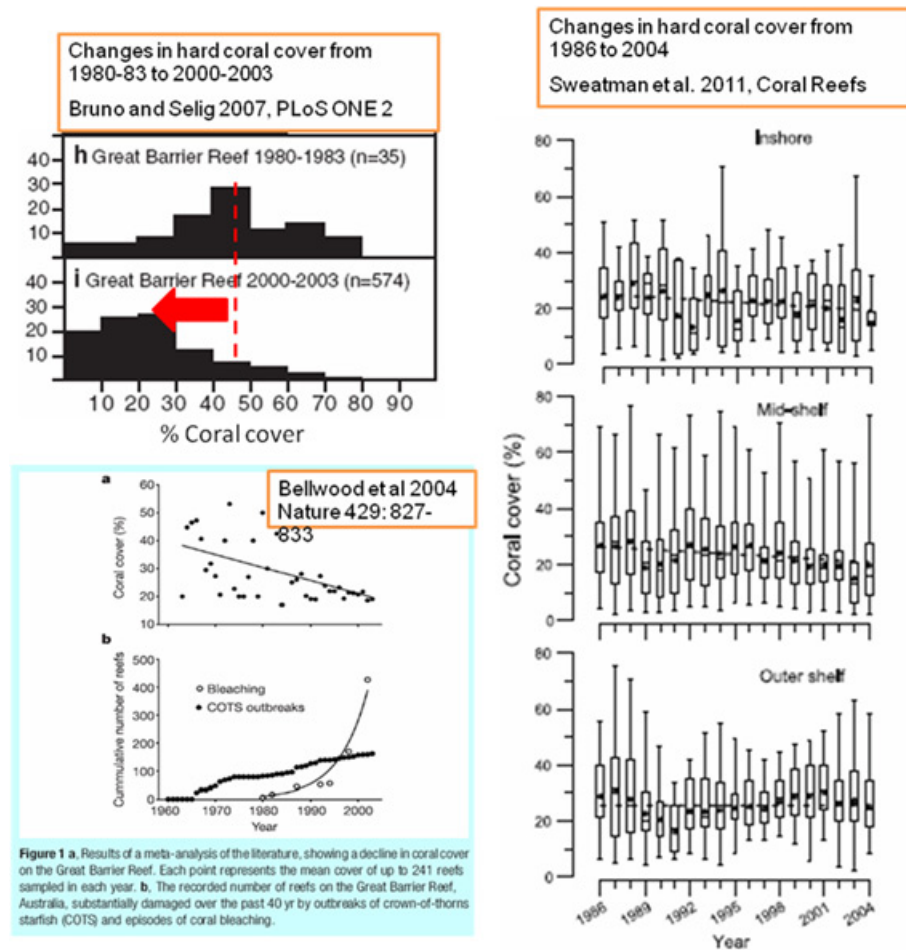 Changes in hard coral cover from
1980-83 to 2000-2003
Bruno and Selig 2007, PLoS ONE 2
40
30
20
10
h Great Barrier Reef 1980-1983 (n=35)
40
30
20
10
i Great Barrier Reef 2000-2003 (n=574)
10 20 30 40 50 60 70 80 90
% Coral cover
Bellwood et al 2004
Nature 429: 827-
833
a
60
50
40
30
20
10
Coral cover (%)
b
500
400
300
200
100
0
Cummulative number of reefs
Bleaching
COTS outbreaks
1960 1970 1980 1990 2000
Year
Figure 1 a, Results of a meta-analysis of the literature, showing a decline in coral cover
on the Great Barrier Reef. Each point represents the mean cover of up to 241 reefs
sampled in each year. b, The recorded number of reefs on the Great Barrier Reef,
Australia, substantially damaged over the past 40 yr by outbreaks of crown-of-thorns
starfish (COTS) and episodes of coral bleaching.
Changes in hard coral cover from
1986 to 2004
Sweatman et al. 2011, Coral Reefs
Inshore
80
60
40
20
0
Mid-shelf
80
60
40
20
0
Coral cover (%)
Outer shelf
80
60
40
20
0
1986 1989 1992 1995 1998 2001 2004
Year